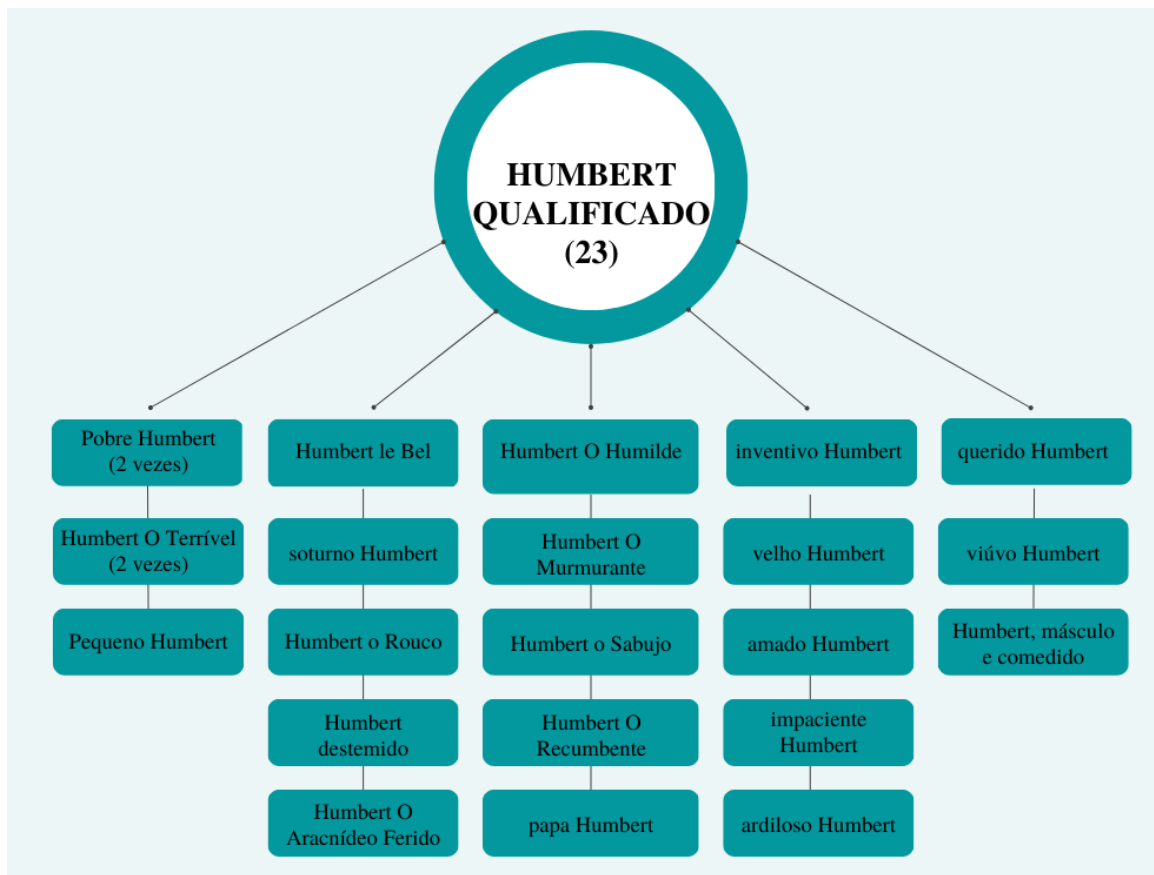 HUMBERT
QUALIFICADO
(23)
Pobre Humbert
(2 vezes)
Humbert O Terrível
(2 vezes)
Pequeno Humbert
Humbert le Bel
soturno Humbert
Humbert o Rouco
Humbert
destemido
Humbert O
Aracnídeo Ferido
Humbert O Humilde
Humbert O
Murmurante
Humbert o Sabujo
Humbert O
Recumbente
papa Humbert
inventivo Humbert
velho Humbert
amado Humbert
impaciente
Humbert
ardiloso Humbert
querido Humbert
viúvo Humbert
Humbert, másculo
e comedido